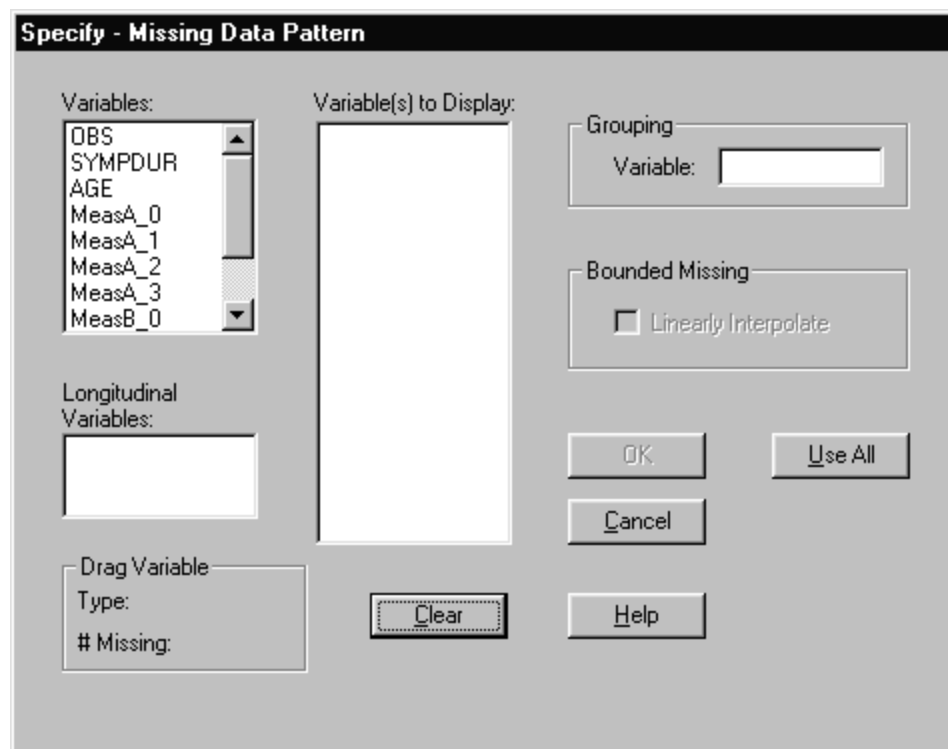 Specify - Missing Data Pattern
Variables:
OBS
SYMPDUR
AGE
MeasA_0
MeasA_1
MeasA_2
MeasA_3
MeasB_0
Longitudinal
Variables:
Drag Variable
Type:
# Missing:
Variable(s) to Display:
Clear
Grouping
Variable:
Bounded Missing
Linearly Interpolate
OK
Use All
Cancel
Help